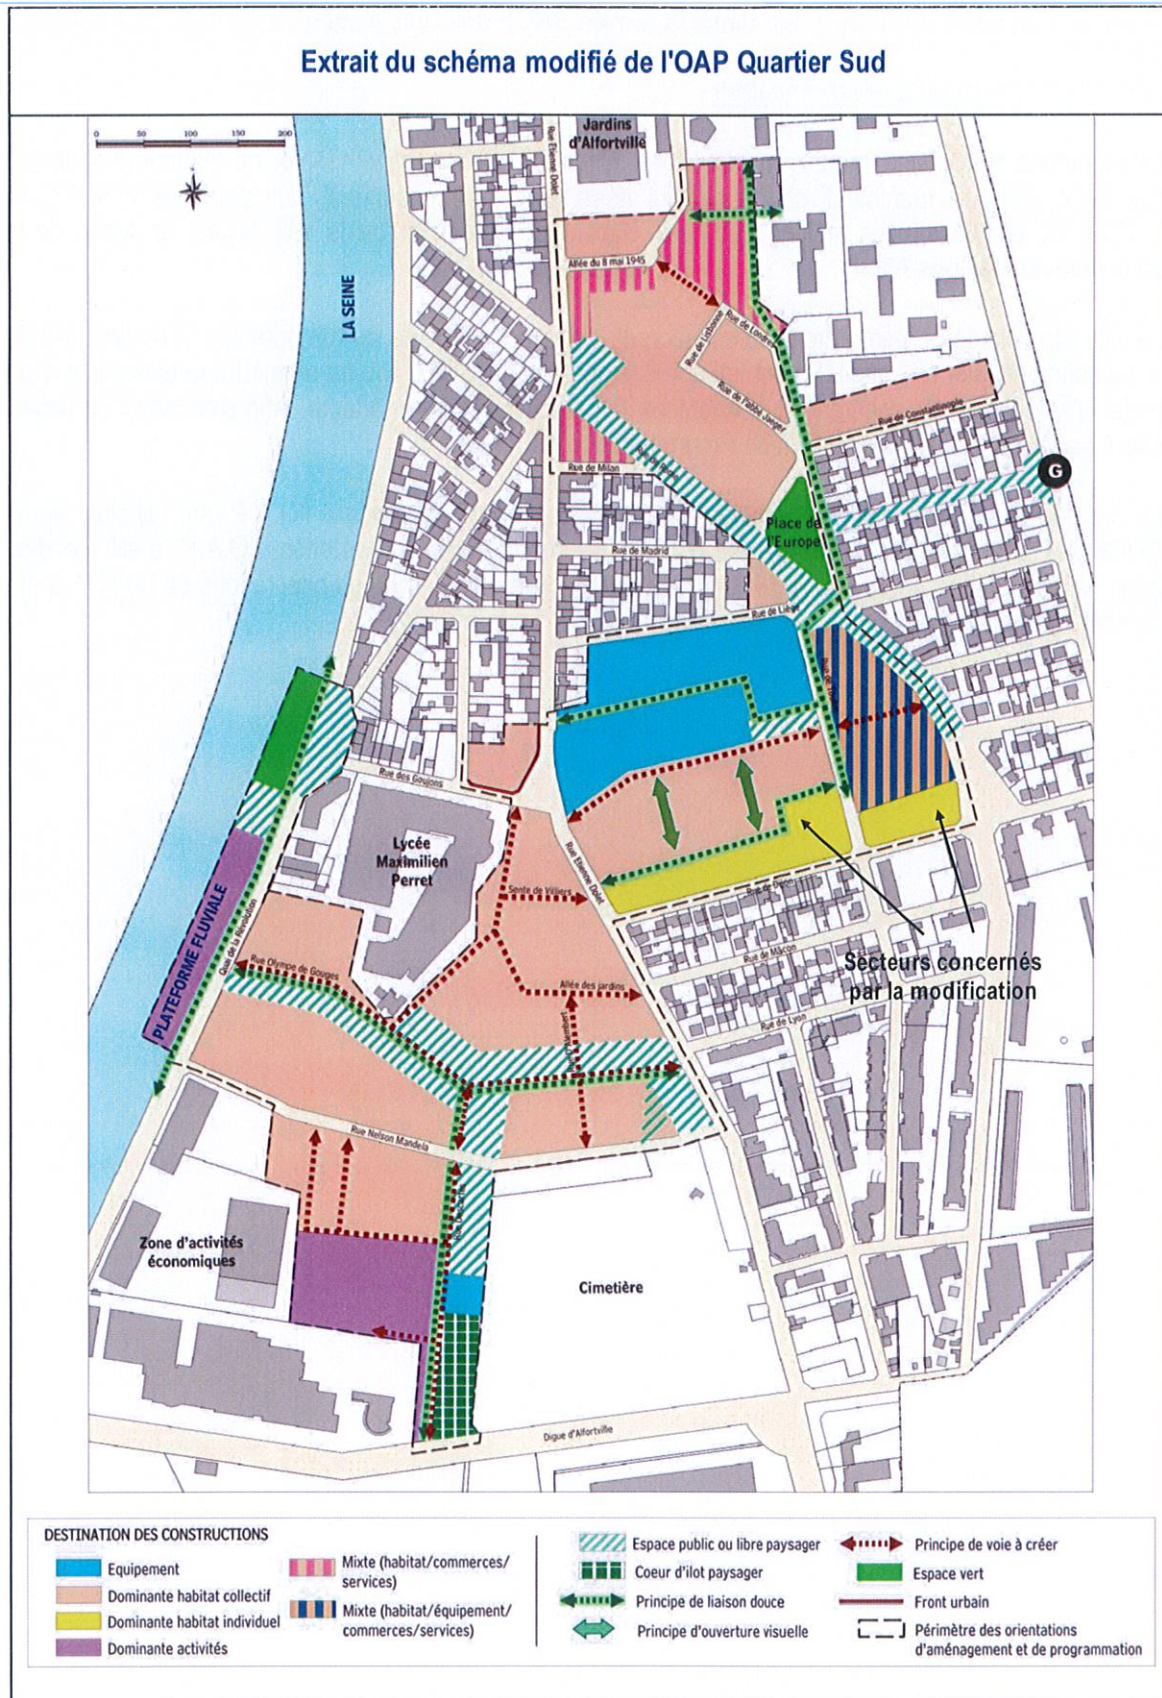 Extrait du schéma modifié de l'OAP Quartier Sud
0 50 100 150 200
Jardins
d'Alfortville
Rue Etienne Dolet
LA SEINE
Allée du 8 mai 1945
Rue de Londres
Rue de Lisbonne
Rue de l'abbé Jaeger
Rue de Constantinople
Rue de Milan
G
Place de
l'Europe
Rue de Madrid
Rue de Liège
Rue des Goujons
Lycée
Maximilien
Perret
Rue Etienne Dolet
Sente de Villiers
Rue de Dijon
PLATEFORME FLUVIALE
Quai de la Révolution
Rue Olympe de Gouges
Rue de Mâcon
Secteurs concernés
par la modification
Allée des jardins
Rue de Lyon
Rue Nelson Mandela
Zone d'activités
économiques
Cimetière
Digue d'Alfortville
DESTINATION DES CONSTRUCTIONS
Equipement
Dominante habitat collectif
Dominante habitat individuel
Dominante activités
Mixte (habitat/commerces/
services)
Mixte (habitat/équipement/
commerces/services)
Espace public ou libre paysager
Coeur d'ilot paysager
Principe de liaison douce
Principe d'ouverture visuelle
Principe de voie à créer
Espace vert
Front urbain
Périmètre des orientations
d'aménagement et de programmation